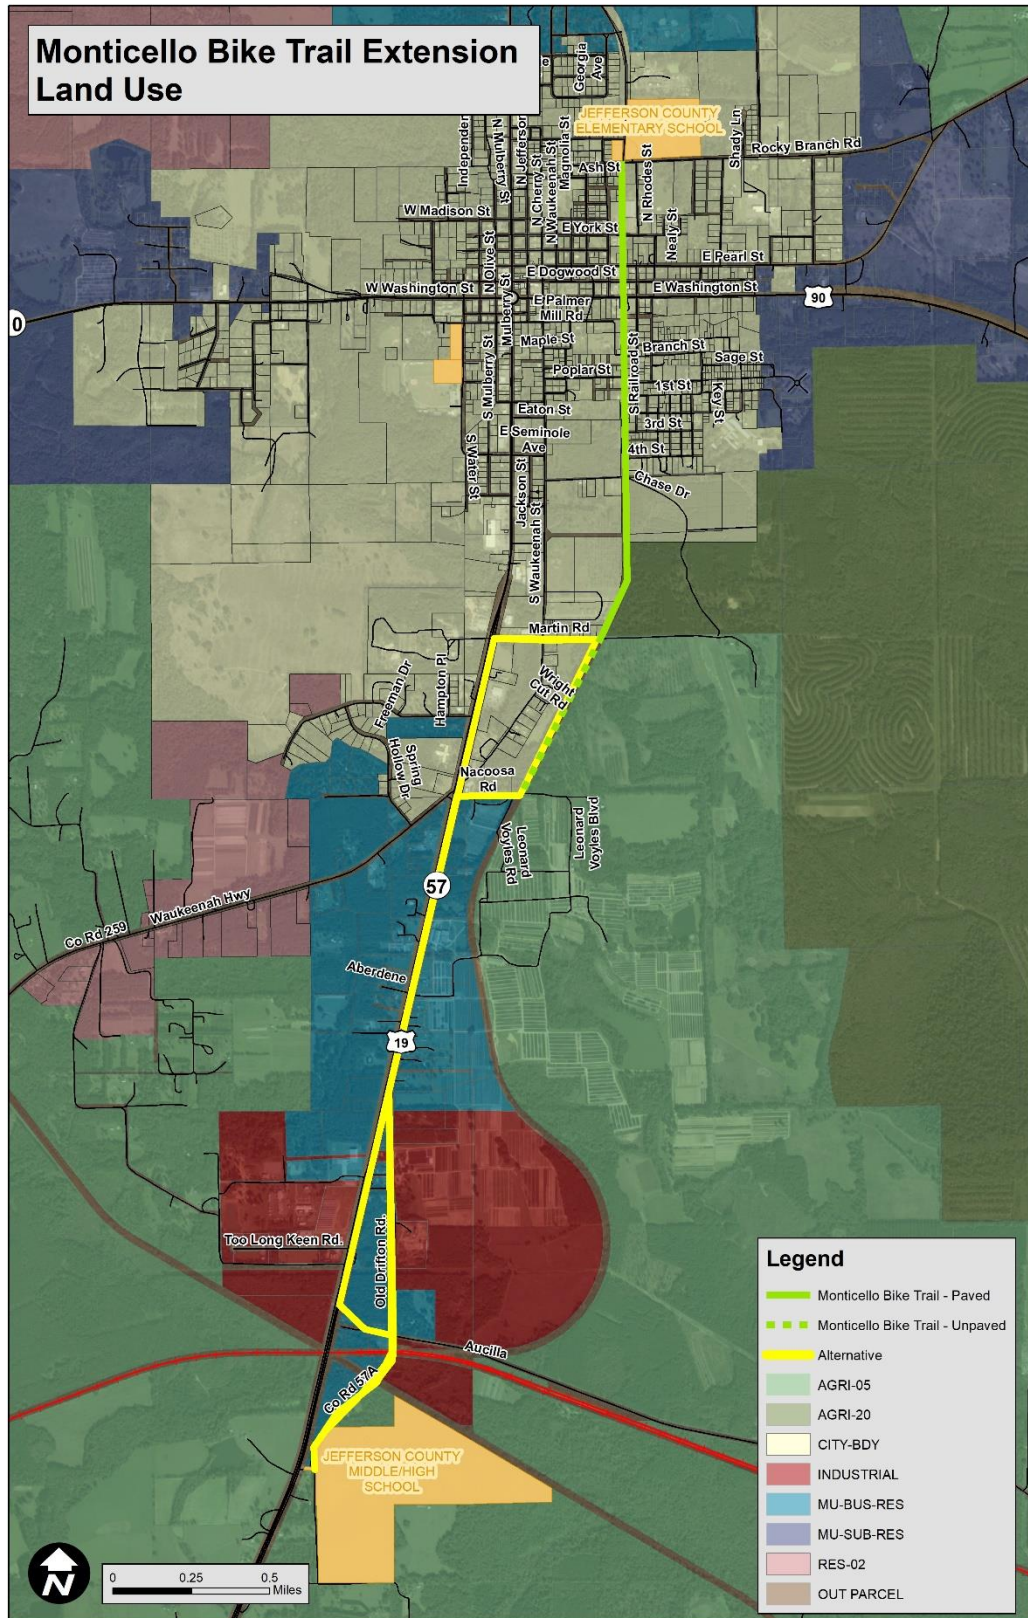 Monticello Bike Trail Extension
Land Use
Georgia
Ave
JEFFERSON COUNTY
ELEMENTARY SCHOOL
Independen
N Mulberry St
N Jefferson
N Cherry St
N Waukeenah St
Magnolia St
Ash St
N Rhodes St
Shady Ln
Rocky Branch Rd
W Madison St
E York St
Nealy St
N Olive St
E Dogwood St
E Pearl St
W Washington St
E Washington St
90
0
Mulberry St
E Palmer
Mill Rd
Maple St
Branch St
Sage St
Poplar St
S Railroad St
1st St
Key St
S Mulberry St
Eaton St
3rd St
E Seminole
Ave
4th St
S Water St
Jackson St
S Waukeenah St
Chase Dr
Martin Rd
Wright
Cut Rd
Freeman Dr
Hampton Pl
Spring
Hollow Dr
Nacoosa
Rd
Leonard
Voyles Rd
Leonard
Voyles Blvd
57
Waukeenah Hwy
Co Rd 259
Aberdene
19
Too Long Keen Rd.
Old Drifton Rd.
Aucilla
Co Rd 57A
JEFFERSON COUNTY
MIDDLE/HIGH
SCHOOL
Legend
Monticello Bike Trail - Paved
Monticello Bike Trail - Unpaved
Alternative
AGRI-05
AGRI-20
CITY-BDY
INDUSTRIAL
MU-BUS-RES
MU-SUB-RES
RES-02
OUT PARCEL
N
0 0.25 0.5
Miles